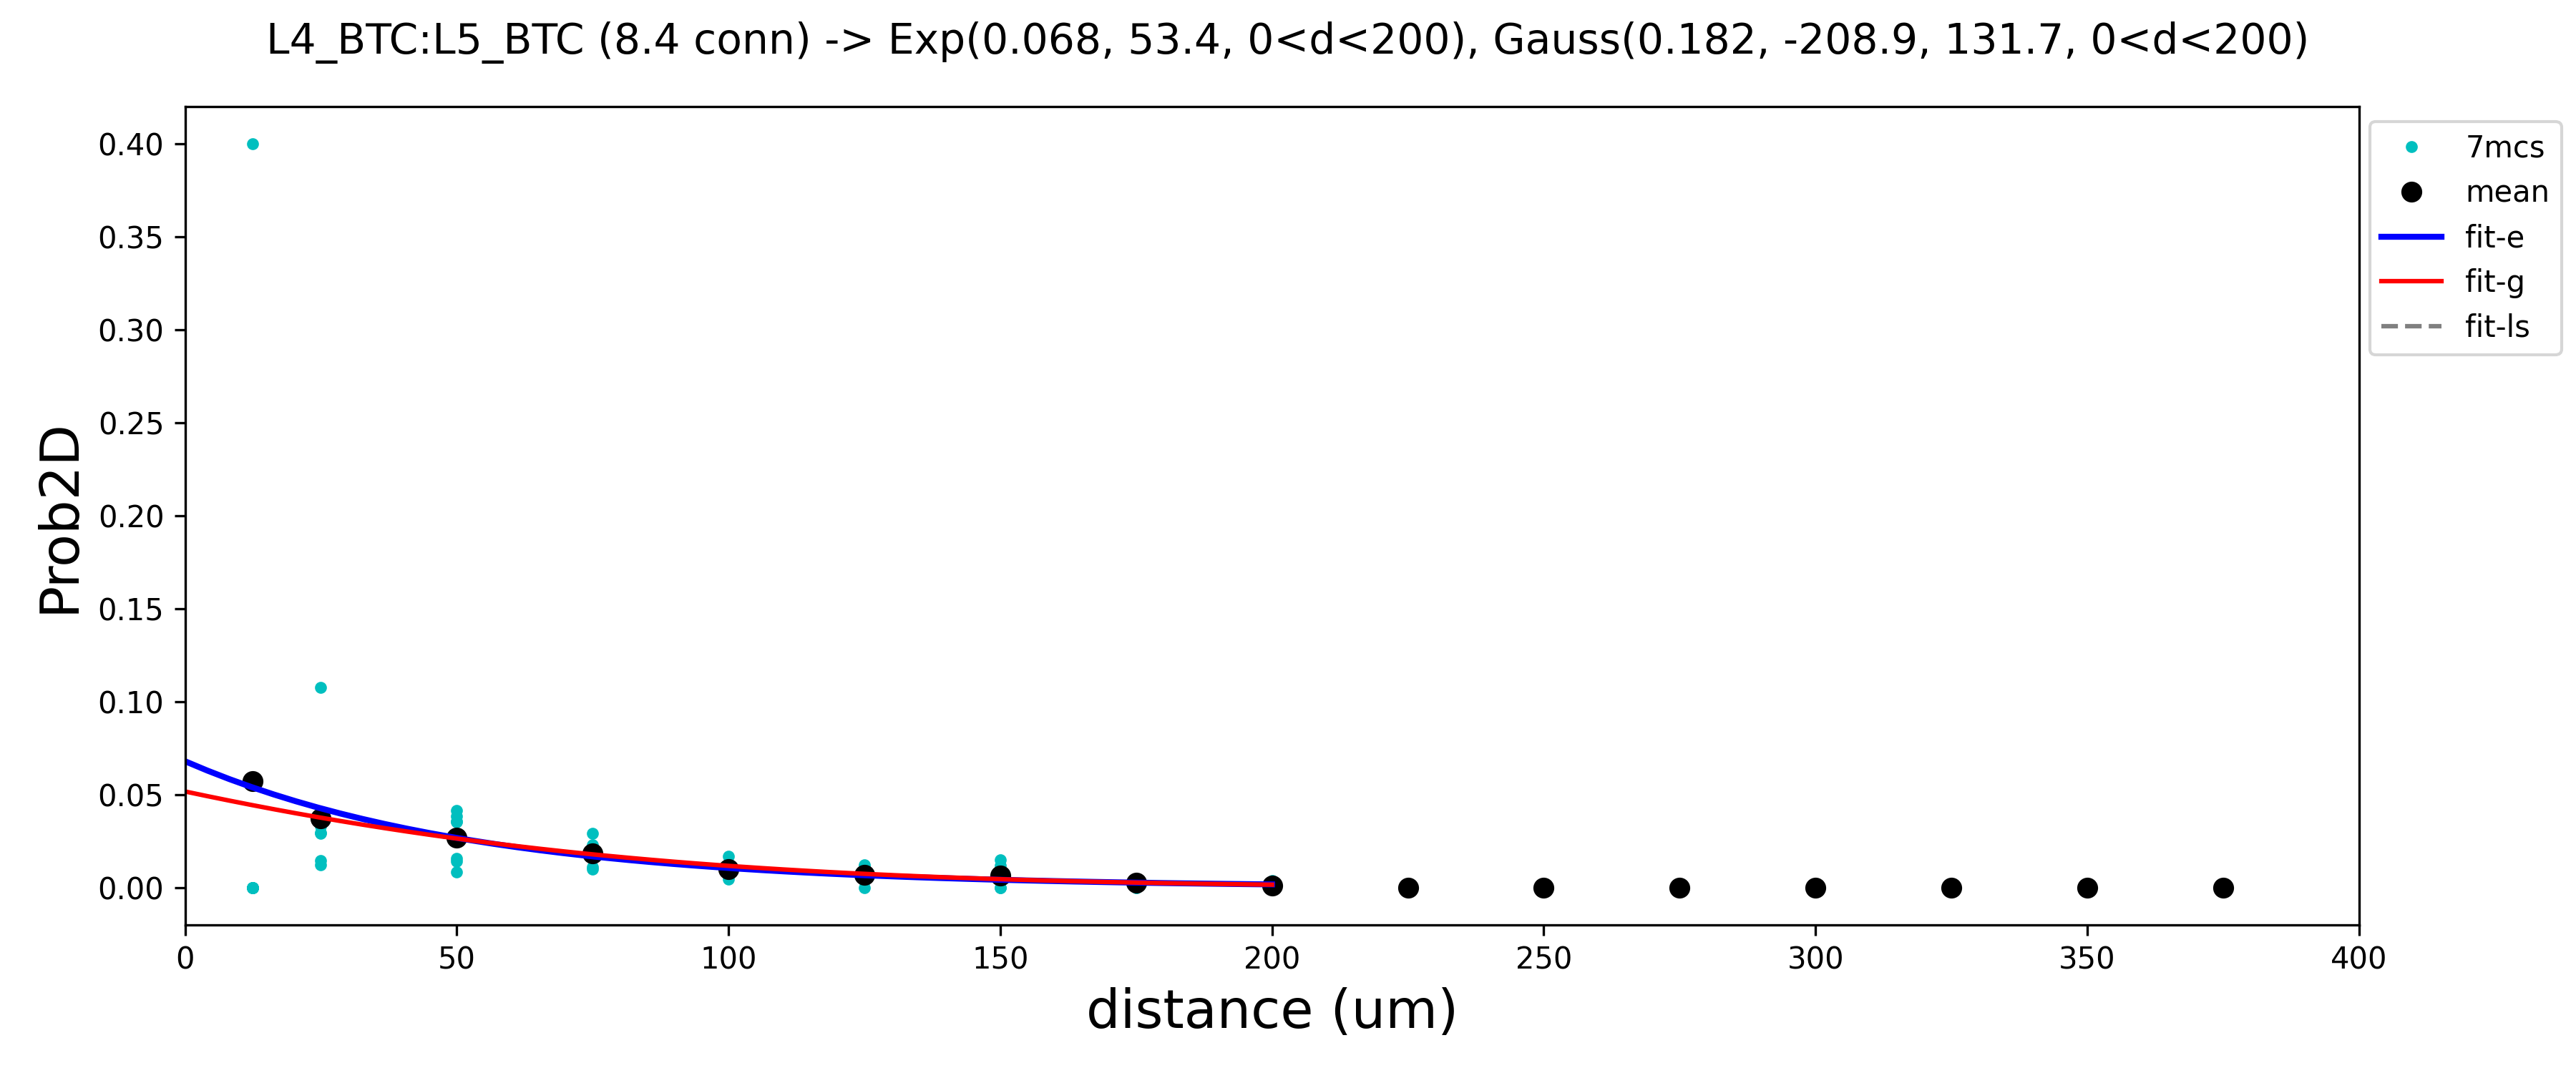 L4_BTC:L5_BTC (8.4 conn) -> Exp(0.068, 53.4, 0<d<200), Gauss(0.182, -208.9, 131.7, 0<d<200)
0.40
0.35
0.30
0.25
0.20
0.15
0.10
0.05
0.00
Prob2D
0 50 100 150 200 250 300 350 400
distance (um)
7mcs
mean
fit-e
fit-g
fit-ls